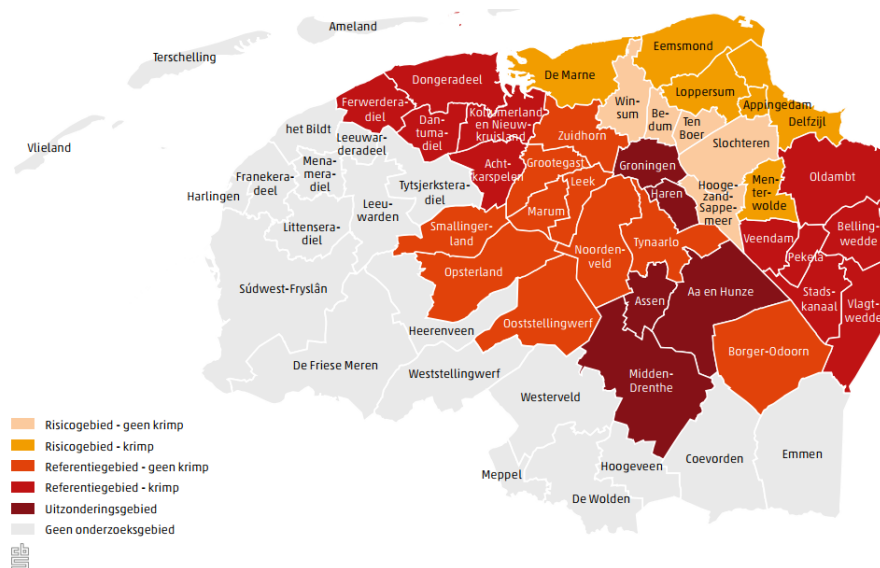 Ameland
Terschelling
Vlieland
Eemsmond
De Marne
Dongeradeel
Loppersum
Ferwerdera-
diel
Win-
sum
Appingedam
Delfzijl
Kollumerland
en Nieuw-
kruisland
Be-
dum
Ten
Boer
Dan-
tuma-
diel
het Bildt
Zuidhorn
Slochteren
Leeuwar-
deradeel
Mena-
mera-
diel
Acht-
karspelen
Grootegast
Groningen
Oldambt
Franekera-
deel
Tytsjerkstera-
diel
Leek
Men-
ter-
wolde
Harlingen
Haren
Hooge-
zand-
Sappe-
meer
Leeu-
warden
Marum
Littensera-
diel
Smallinger-
land
Belling-
wedde
Veendam
Tynaarlo
Noorden-
veld
Pekela
Opsterland
Súdwest-Fryslân
Assen
Aa en Hunze
Stads-
kanaal
Vlagt-
wedde
Heerenveen
Ooststellingwerf
De Friese Meren
Borger-Odoorn
Weststellingwerf
Midden-
Drenthe
Westerveld
Coevorden
Emmen
Hoogeveen
Meppel
De Wolden
Risicogebied - geen krimp
Risicogebied - krimp
Referentiegebied - geen krimp
Referentiegebied - krimp
Uitzonderingsgebied
Geen onderzoeksgebied
cbs